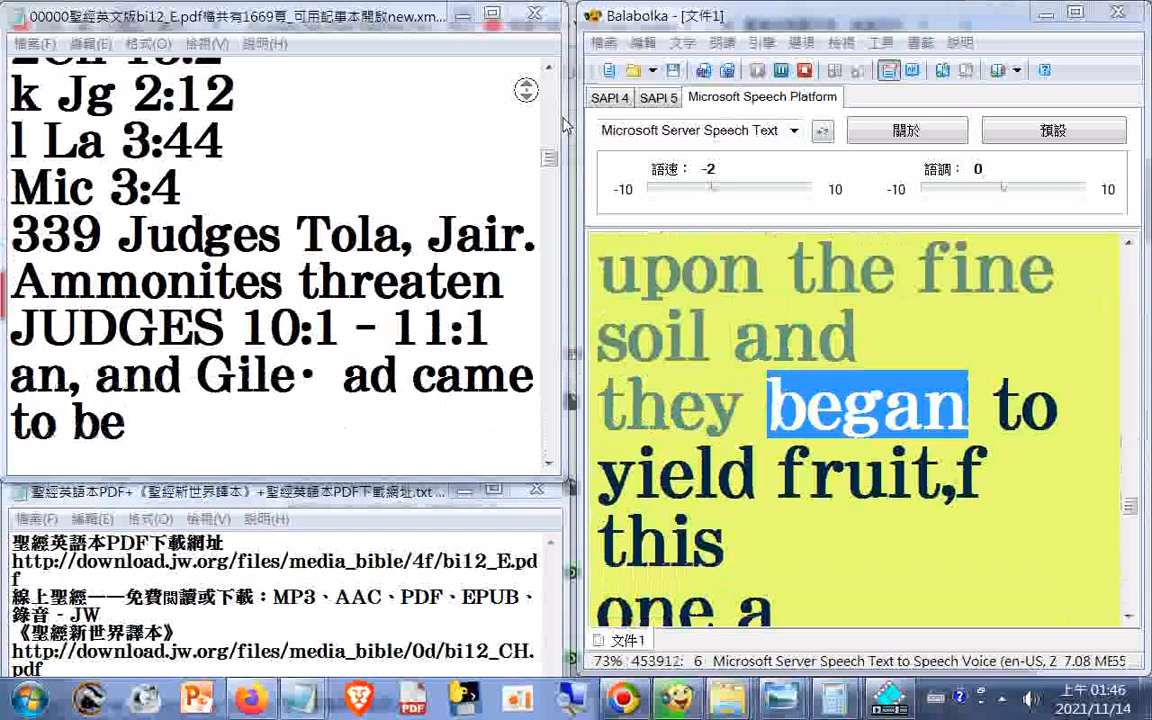 00000聖經英文版bi12_E.pdf檔共有1669頁_可用記事本開啟new.xm...
檔案(F) 編輯(E) 格式(O) 檢視(V) 說明(H)
k Jg 2:12
l La 3:44
Mic 3:4
339 Judges Tola, Jair.
Ammonites threaten
JUDGES 10:1 – 11:1
an, and Gile· ad came
to be
聖經英語本PDF+《聖經新世界譯本》+聖經英語本PDF下載網址.txt ...
檔案(F) 編輯(E) 格式(O) 檢視(V) 說明(H)
聖經英語本PDF下載網址
http://download.jw.org/files/media_bible/4f/bi12_E.pd
f
線上聖經——免費閱讀或下載：MP3、AAC、PDF、EPUB、
錄音 - JW
《聖經新世界譯本》
http://download.jw.org/files/media_bible/0d/bi12_CH.
pdf
Balabolka - [文件1]
檔案 編輯 文字 朗讀 引擎 選項 檢視 工具 書籤 說明
SAPI 4 SAPI 5 Microsoft Speech Platform
Microsoft Server Speech Text 關於 預設
語速： -2 語調： 0
-10 10 -10 10
upon the fine
soil and
they began to
yield fruit,f
this
one a
文件1
73% 453912: 6 Microsoft Server Speech Text to Speech Voice (en-US, Z 7.08 ME55
上午 01:46
2021/11/14